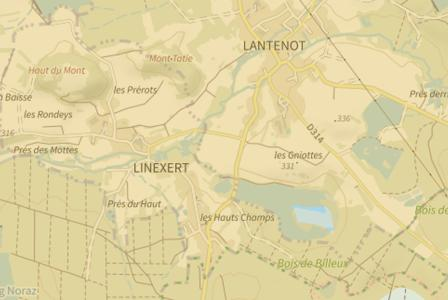 LANTENOT
"Mont-Tatie
Haut du Mont
les Prérots
Baisse
Près derr
les Rondeys
336
316
D314
Prés des Mottes
les Gniottes
331
LINEXERT
Prés du Haut
les Hauts Champs
Bois de
Bois de Billeux
g Noraz